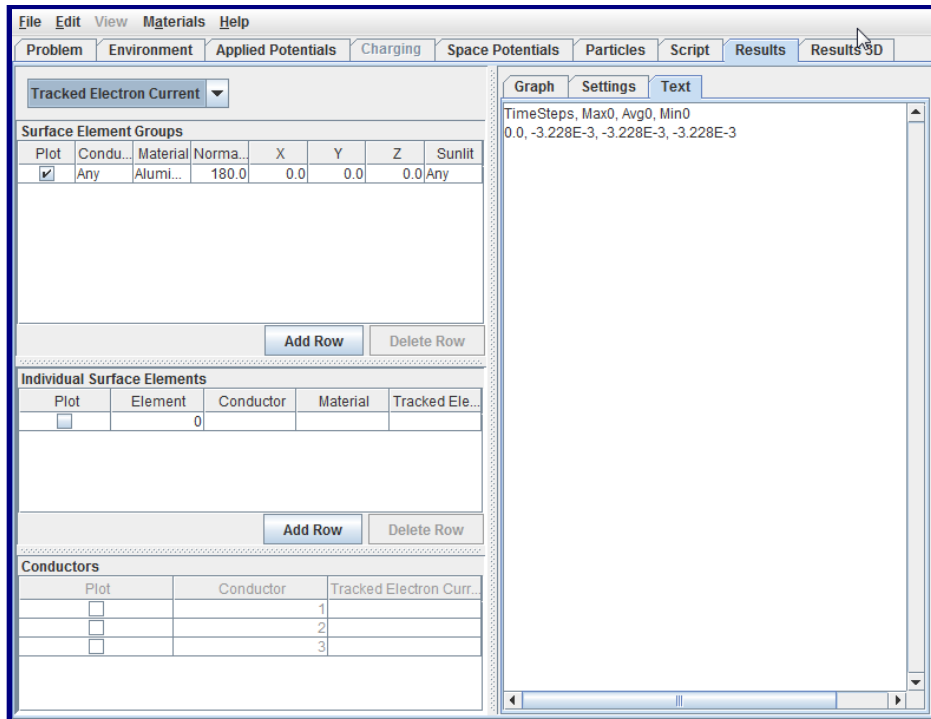 File Edit View Materials Help
Problem Environment Applied Potentials Charging Space Potentials Particles Script Results Results 3D
Tracked Electron Current
Surface Element Groups
Plot Condu... Material Norma... X Y Z Sunlit
Any Alumi... 180.0 0.0 0.0 0.0 Any
Add Row Delete Row
Individual Surface Elements
Plot Element Conductor Material Tracked Ele...
0
Add Row Delete Row
Conductors
Plot Conductor Tracked Electron Curr...
1
2
3
Graph Settings Text
TimeSteps, Max0, Avg0, Min0
0.0, -3.228E-3, -3.228E-3, -3.228E-3